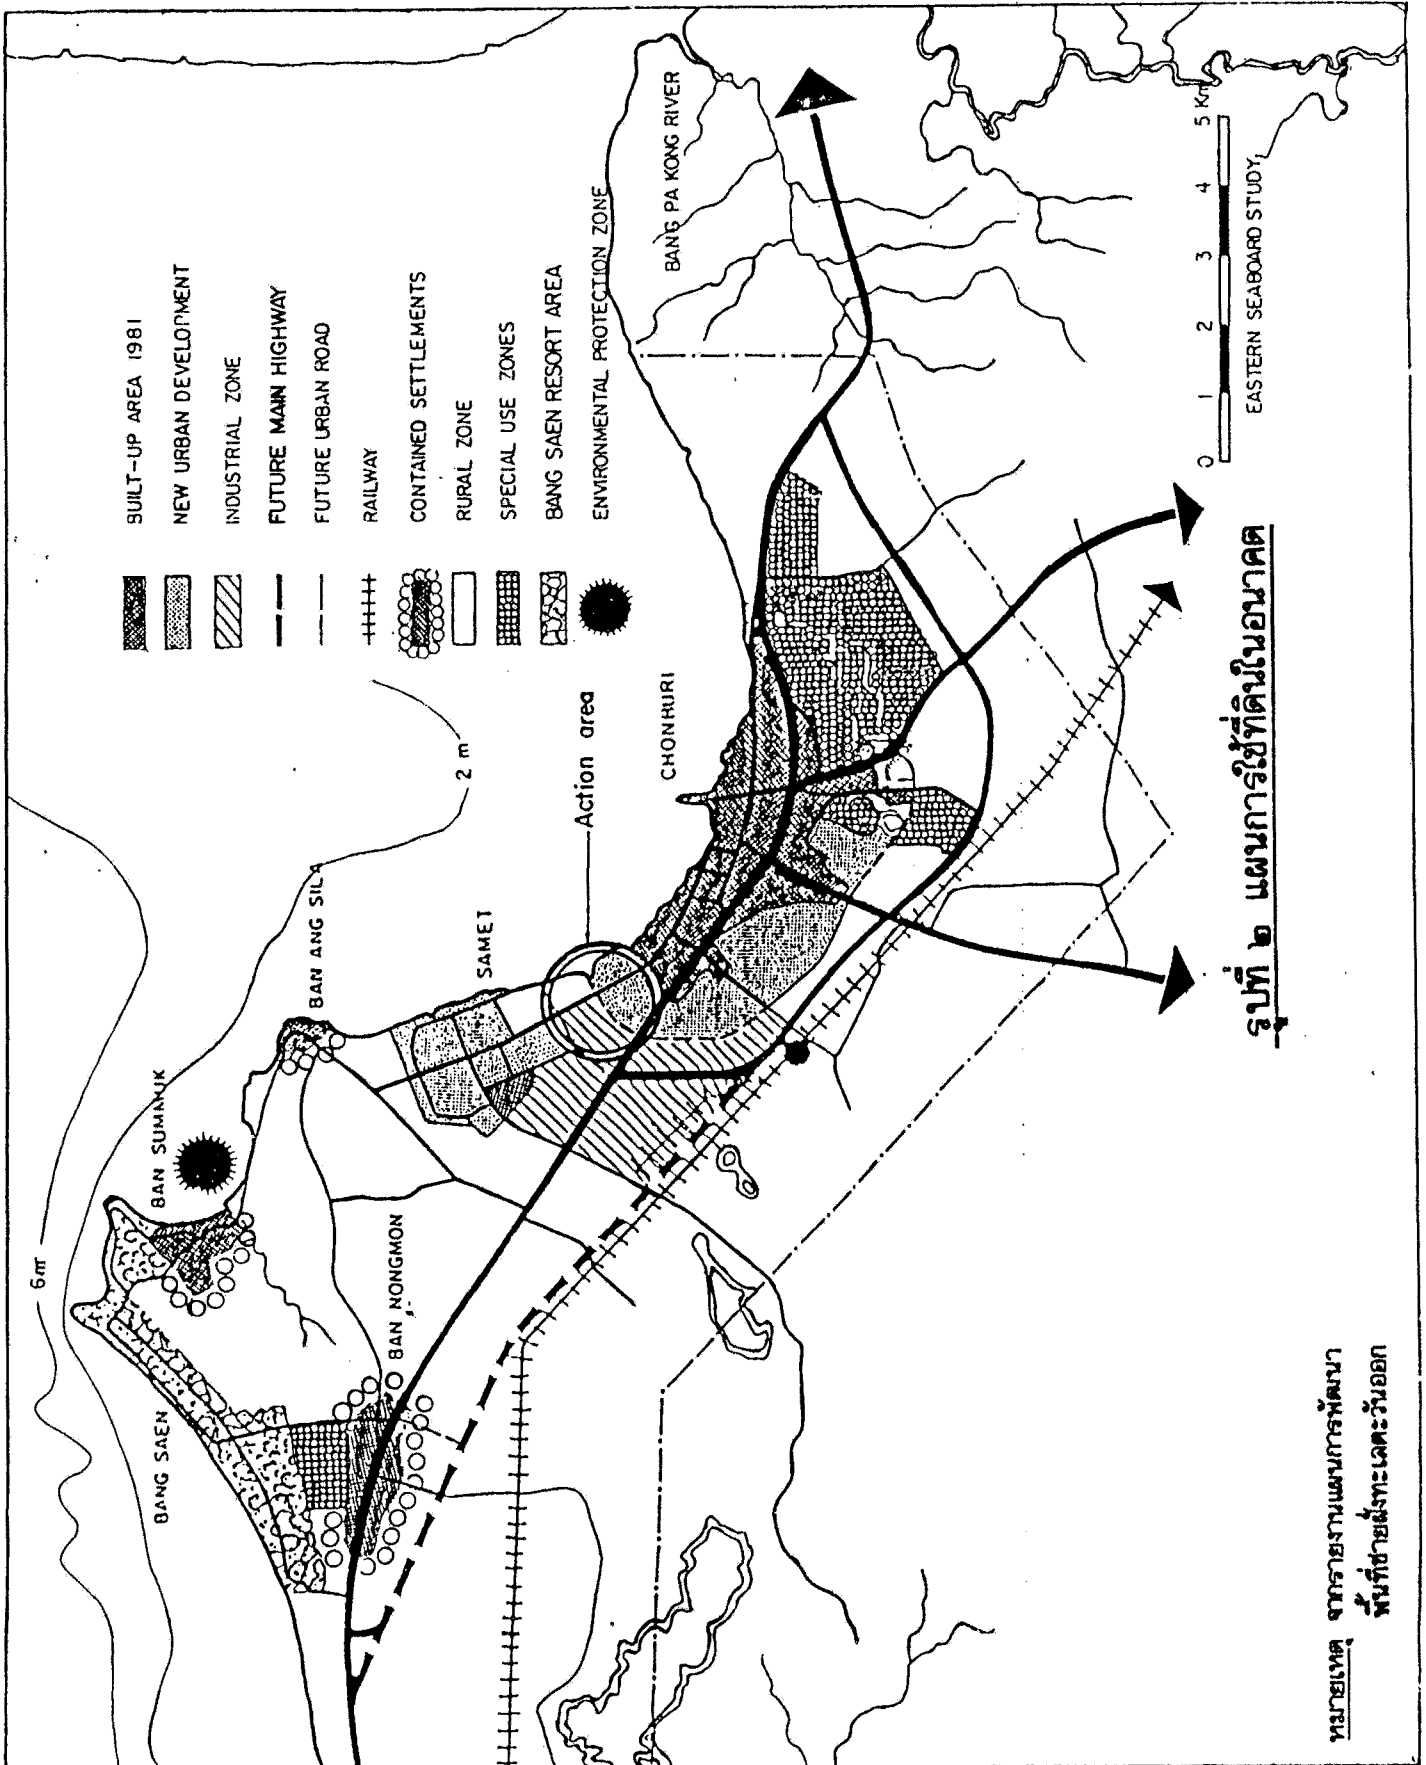 BUILT-UP AREA 1981
NEW URBAN DEVELOPMENT
INDUSTRIAL ZONE
FUTURE MAIN HIGHWAY
FUTURE URBAN ROAD
RAILWAY
CONTAINED SETTLEMENTS
RURAL ZONE
SPECIAL USE ZONES
BANG SAEN RESORT AREA
ENVIRONMENTAL PROTECTION ZONE
6m
2 m
BANG SAEN
BAN SUMAHIK
BAN NONGMON
BAN ANG SILA
SAMET
Action area
CHONHURI
BANG PA KONG RIVER
0 1 2 3 4 5 Km
EASTERN SEABOARD STUDY
รูปที่ ๒ แผนการใช้ที่ดินในอนาคต
หมายเหตุ จากรายงานแผนการพัฒนา
พื้นที่ชายฝั่งทะเลตะวันออก